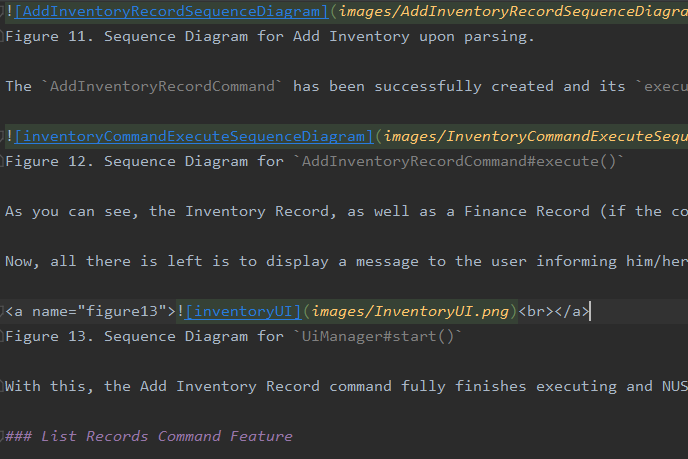 ![AddInventoryRecordSequenceDiagram](images/AddInventoryRecordSequenceDiagra
Figure 11. Sequence Diagram for Add Inventory upon parsing.
The `AddInventoryRecordCommand` has been successfully created and its `execu
![inventoryCommandExecuteSequenceDiagram](images/InventoryCommandExecuteSequ
Figure 12. Sequence Diagram for `AddInventoryRecordCommand#execute()`
As you can see, the Inventory Record, as well as a Finance Record (if the co
Now, all there is left is to display a message to the user informing him/her
<a name="figure13">![inventoryUI](images/InventoryUI.png)<br></a>
Figure 13. Sequence Diagram for `UiManager#start()`
With this, the Add Inventory Record command fully finishes executing and NUS
### List Records Command Feature